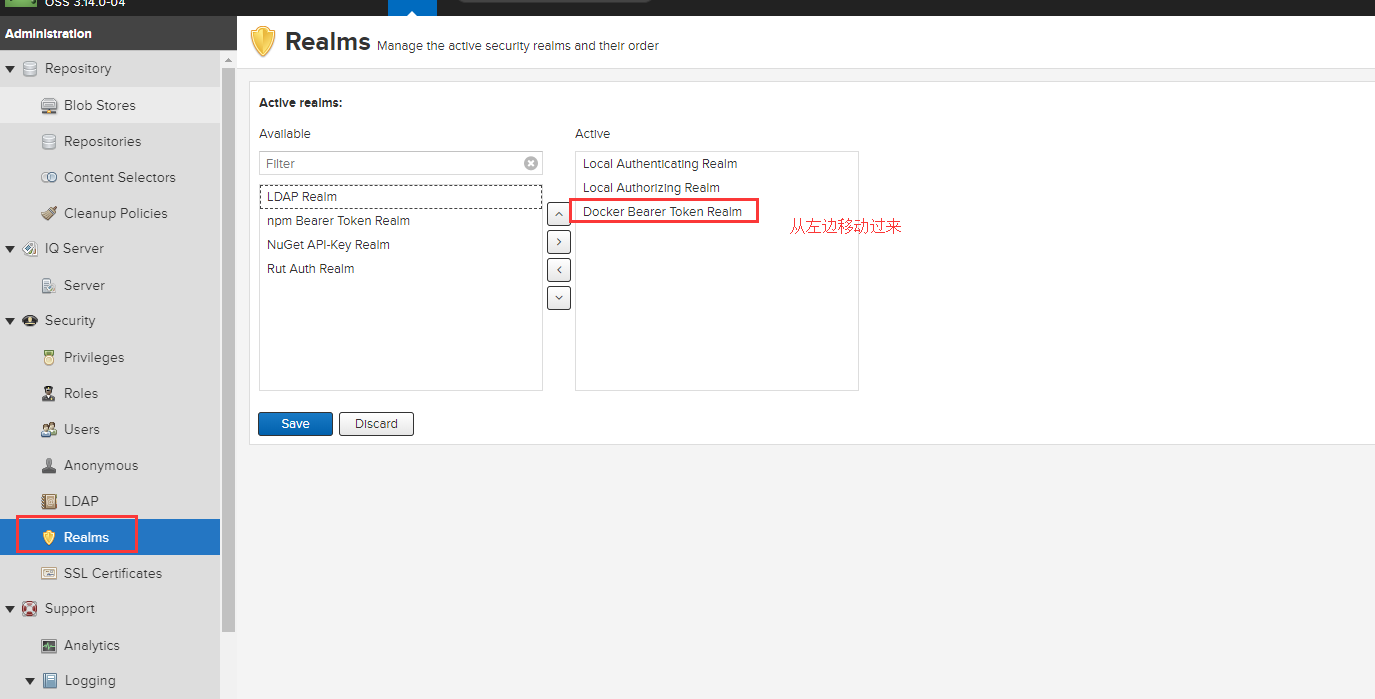 OSS 3.14.0-04
Administration
Repository
Blob Stores
Repositories
Content Selectors
Cleanup Policies
IQ Server
Server
Security
Privileges
Roles
Users
Anonymous
LDAP
Realms
SSL Certificates
Support
Analytics
Logging
Realms Manage the active security realms and their order
Active realms:
Available
Filter
LDAP Realm
npm Bearer Token Realm
NuGet API-Key Realm
Rut Auth Realm
Active
Local Authenticating Realm
Local Authorizing Realm
Docker Bearer Token Realm
从左边移动过来
Save
Discard